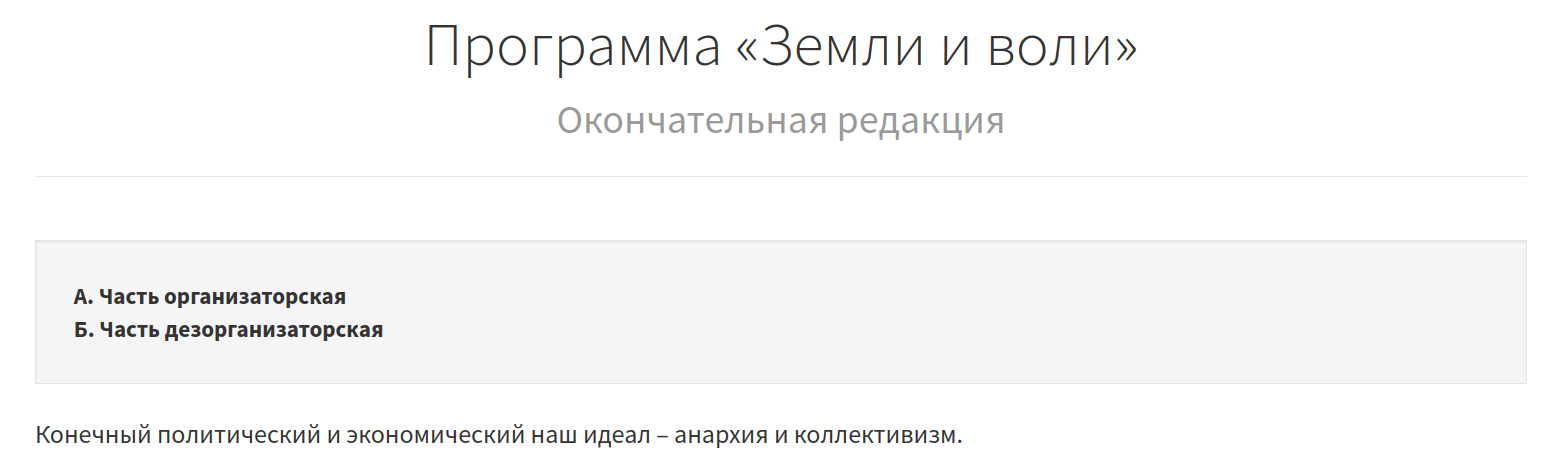 Программа «Земли и воли»
Окончательная редакция
А. Часть организаторская
Б. Часть дезорганизаторская
Конечный политический и экономический наш идеал – анархия и коллективизм.